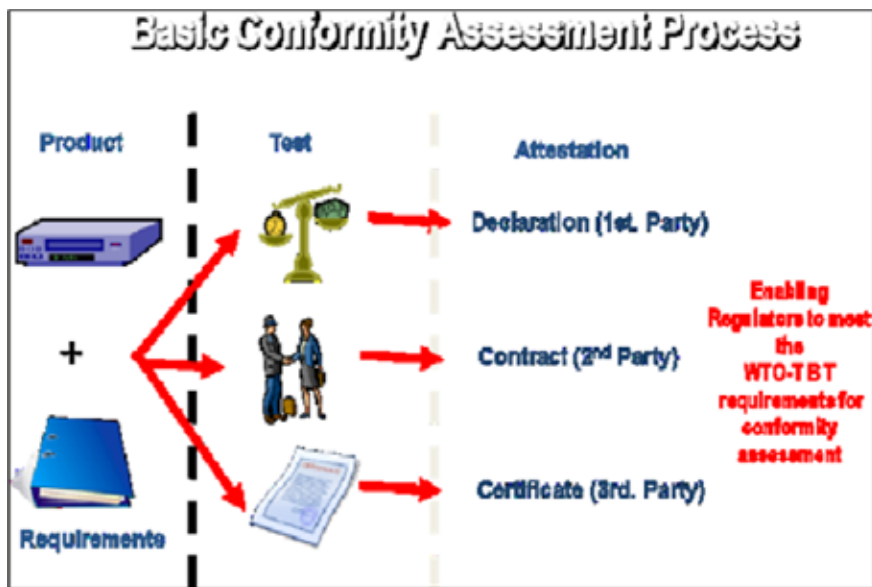 Basic Conformity Assessment Process
Product
Test
Attestation
Declaration (1st. Party)
+
Contract (2nd Party)
Certificate (3rd. Party)
Requirements
Enabling
Regulators to meet
the
WTO-TBT
requirements for
conformity
assessment